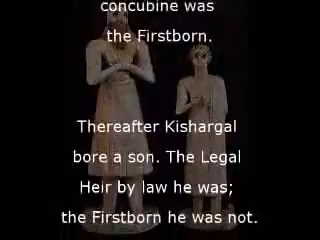 concubine was
the Firstborn.
Thereafter Kishargal
bore a son. The Legal
Heir by law he was;
the Firstborn he was not.